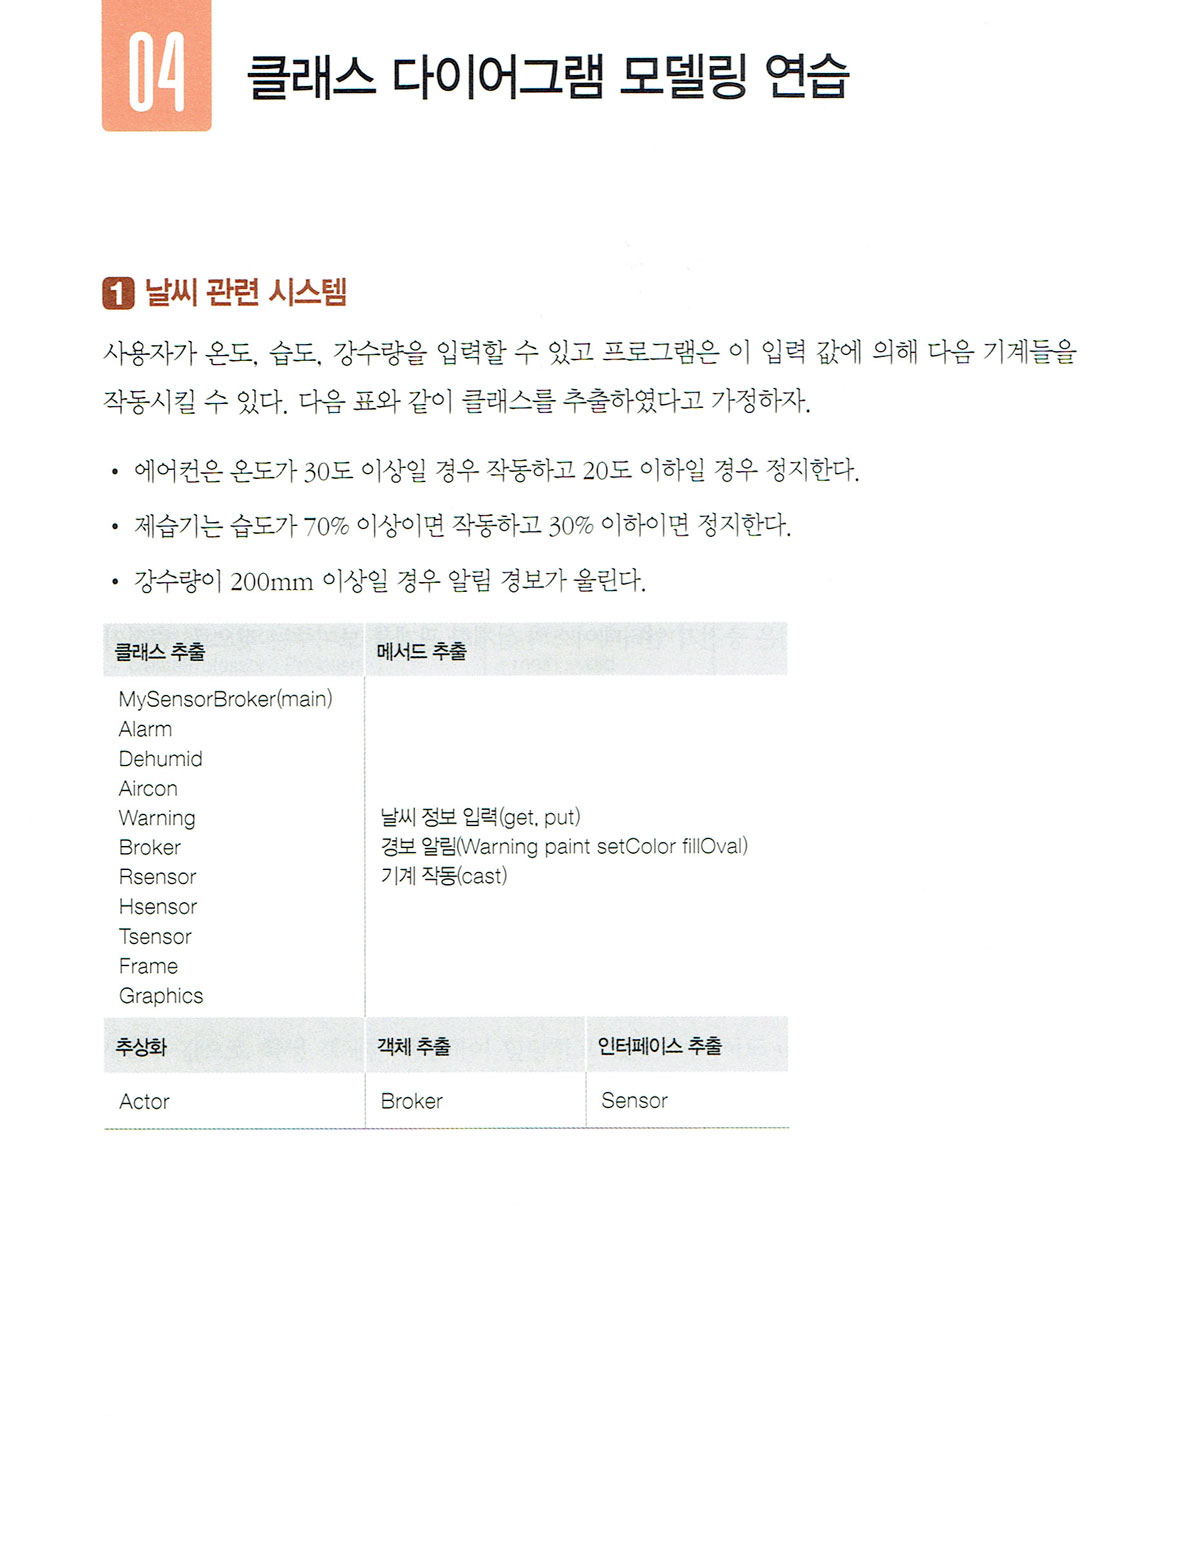 04
클래스 다이어그램 모델링 연습
1 날씨 관련 시스템
사용자가 온도, 습도, 강수량을 입력할 수 있고 프로그램은 이 입력 값에 의해 다음 기계들을
작동시킬 수 있다. 다음 표와 같이 클래스를 추출하였다고 가정하자.
• 에어컨은 온도가 30도 이상일 경우 작동하고 20도 이하일 경우 정지한다.
• 제습기는 습도가 70% 이상이면 작동하고 30% 이하이면 정지한다.
• 강수량이 200mm 이상일 경우 알림 경보가 울린다.
클래스 추출 메서드 추출
MySensorBroker(main)
Alarm
Dehumid
Aircon
Warning 날씨 정보 입력(get, put)
Broker 경보 알림(Warning paint setColor fillOval)
Rsensor 기계 작동(cast)
Hsensor
Tsensor
Frame
Graphics
추상화 객체 추출 인터페이스 추출
Actor Broker Sensor